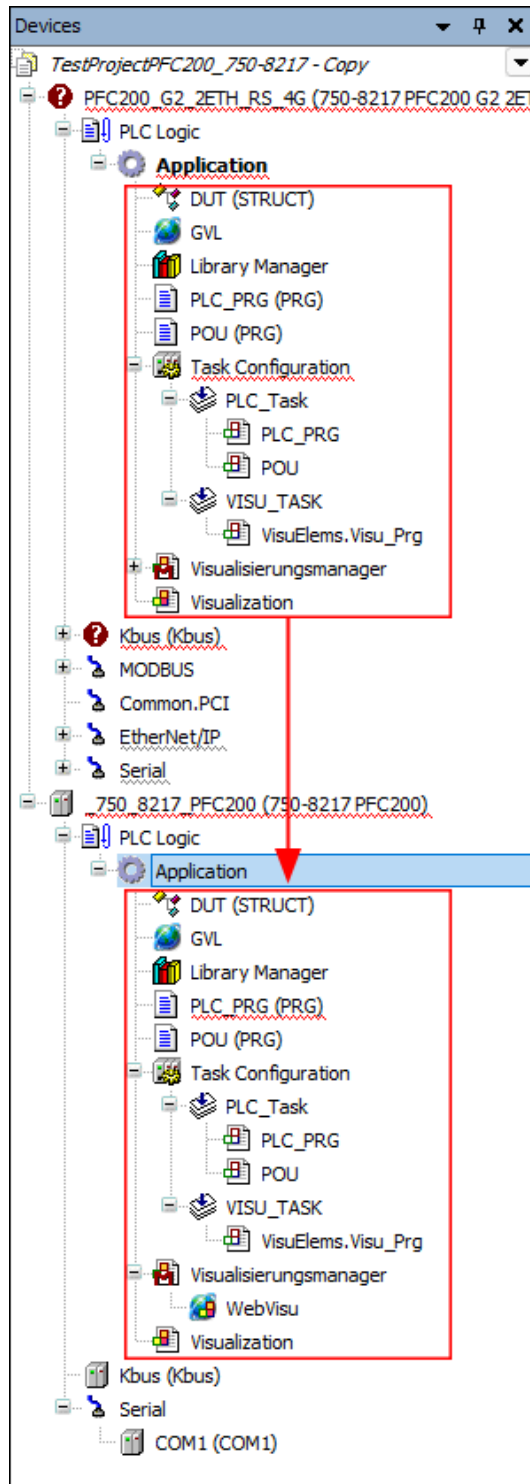 Devices
TestProjectPFC200_750-8217 - Copy
PFC200_G2_2ETH_RS_4G (750-8217 PFC200 G2 2ET
PLC Logic
Application
DUT (STRUCT)
GVL
Library Manager
PLC_PRG (PRG)
POU (PRG)
Task Configuration
PLC_Task
PLC_PRG
POU
VISU_TASK
VisuElems.Visu_Prg
Visualisierungsmanager
Visualization
Kbus (Kbus)
MODBUS
Common.PCI
EtherNet/IP
Serial
_750_8217_PFC200 (750-8217 PFC200)
PLC Logic
Application
DUT (STRUCT)
GVL
Library Manager
PLC_PRG (PRG)
POU (PRG)
Task Configuration
PLC_Task
PLC_PRG
POU
VISU_TASK
VisuElems.Visu_Prg
Visualisierungsmanager
WebVisu
Visualization
Kbus (Kbus)
Serial
COM1 (COM1)